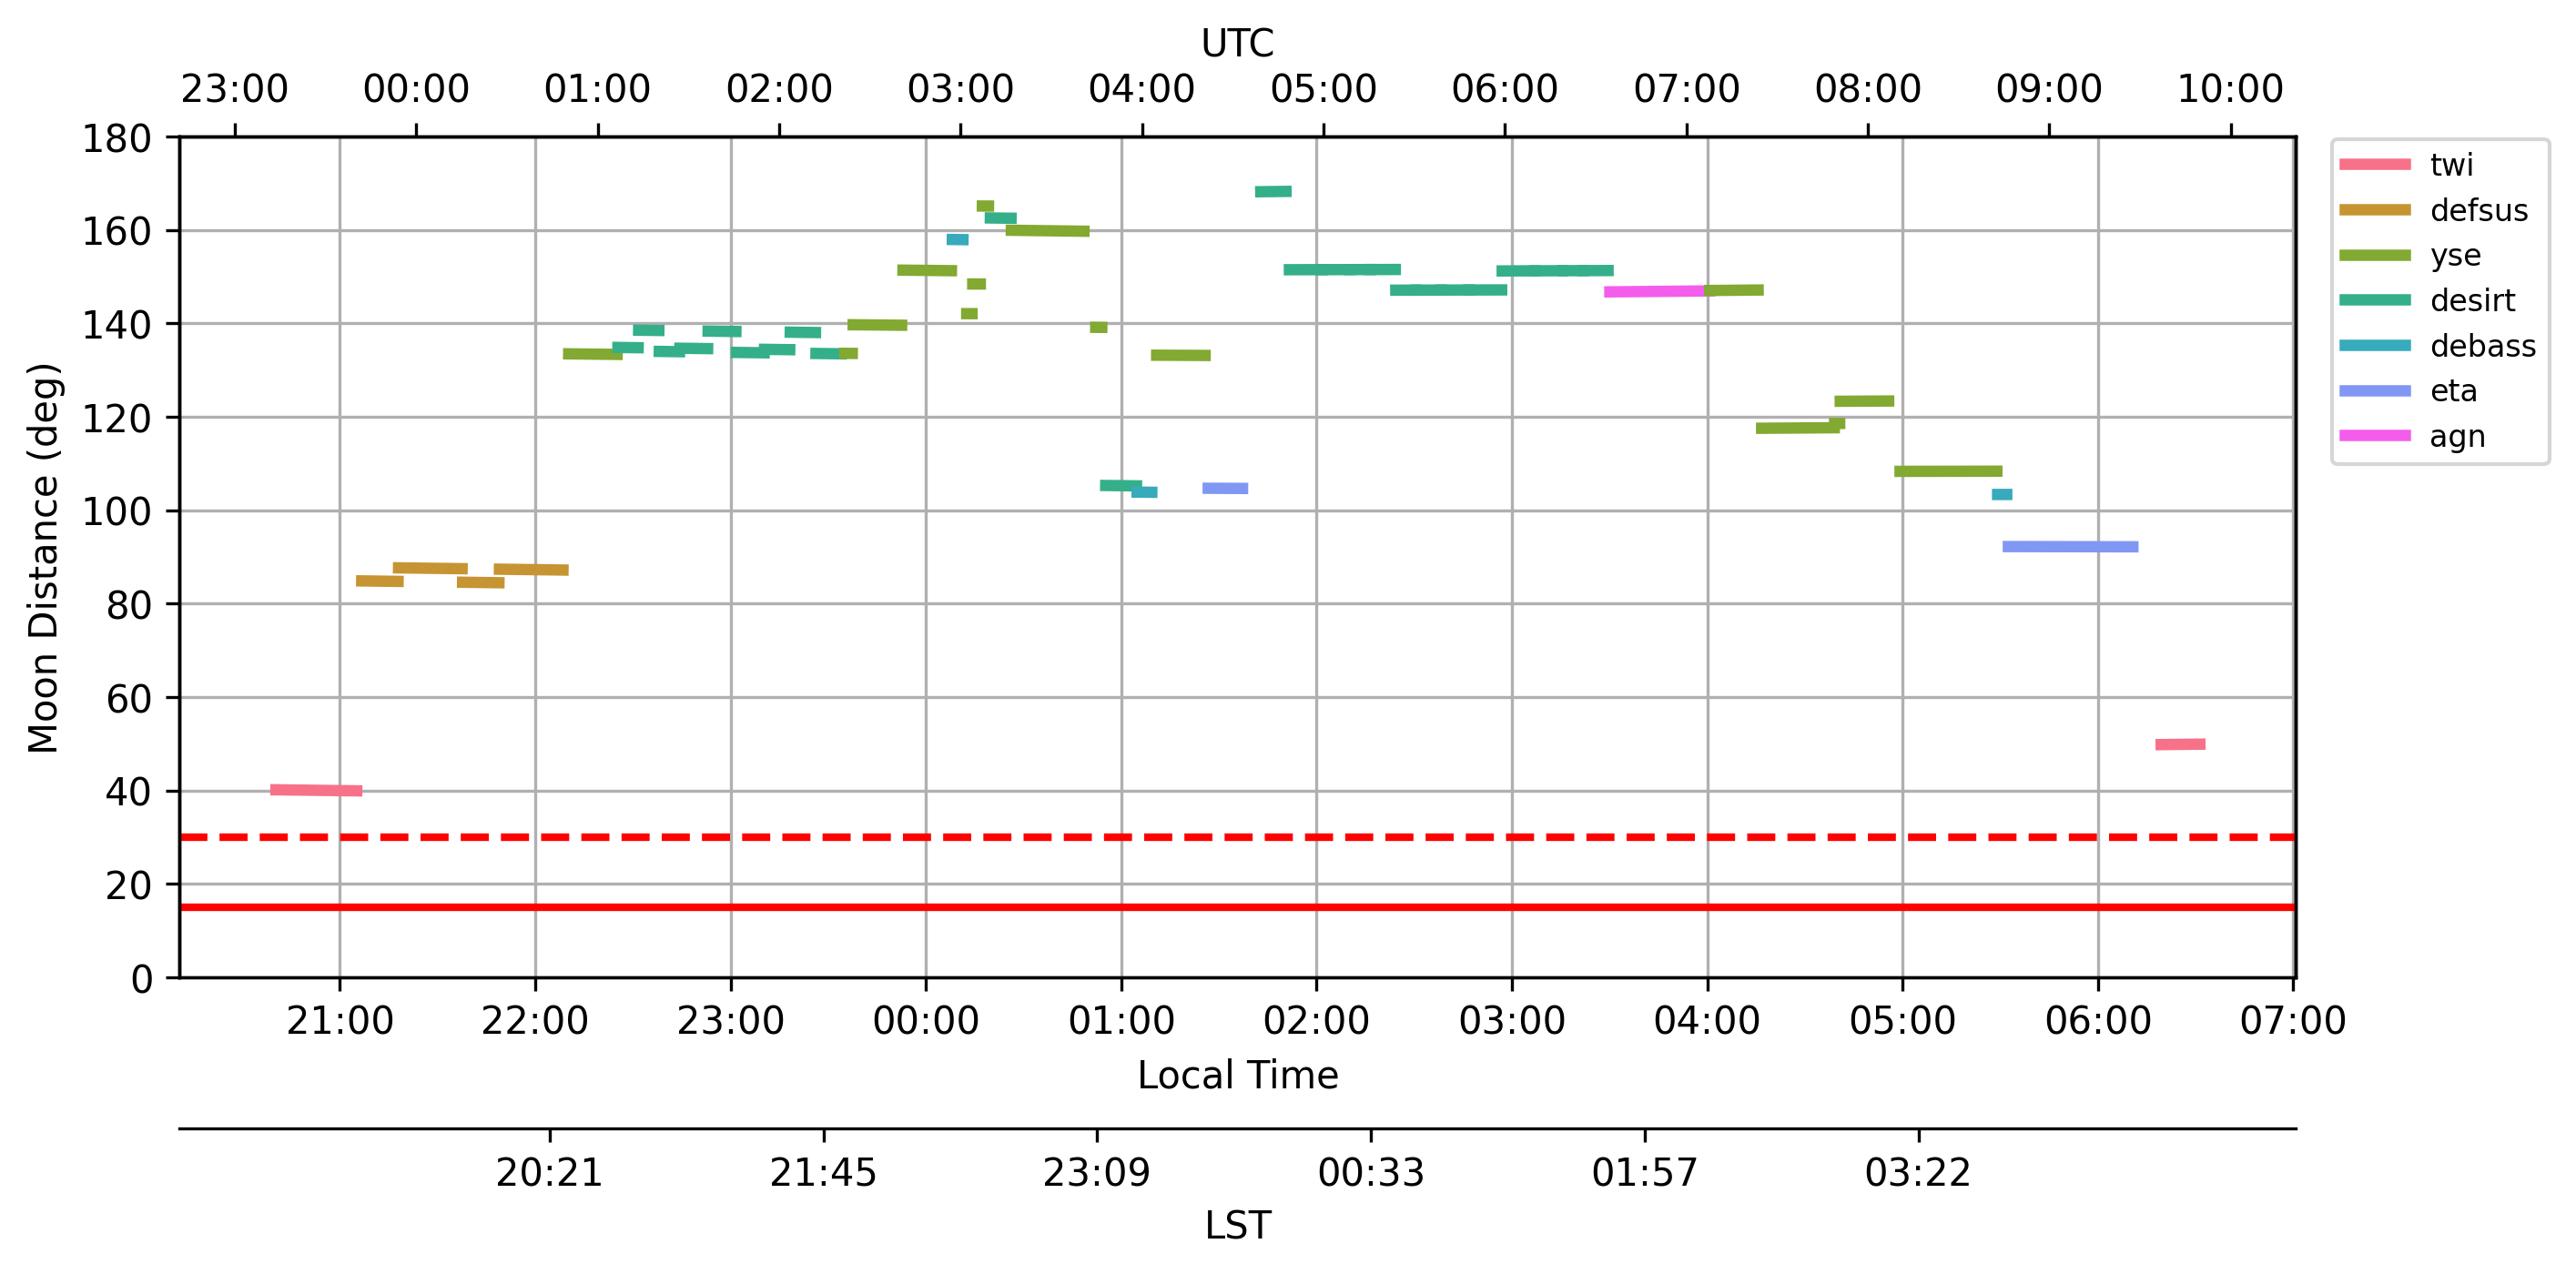 UTC
23:00 00:00 01:00 02:00 03:00 04:00 05:00 06:00 07:00 08:00 09:00 10:00
Moon Distance (deg)
180
160
140
120
100
80
60
40
20
0
twi
defsus
yse
desirt
debass
eta
agn
21:00 22:00 23:00 00:00 01:00 02:00 03:00 04:00 05:00 06:00 07:00
Local Time
20:21 21:45 23:09 00:33 01:57 03:22
LST